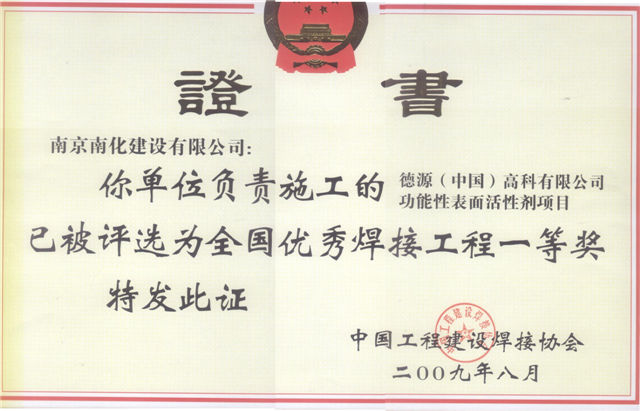 證書
南京南化建设有限公司:
你单位负责施工的 德源（中国）高科有限公司
功能性表面活性剂项目
已被评选为全国优秀焊接工程一等奖
特发此证
中国工程建设焊接协会
二00九年八月